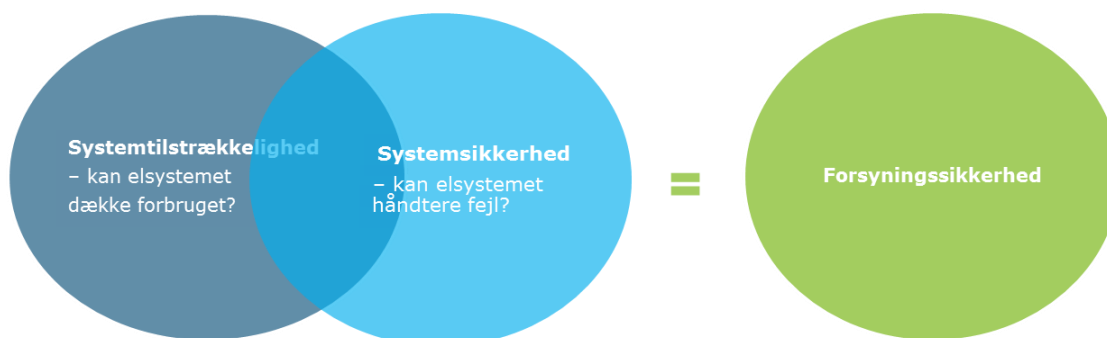 Systemtilstrækkelighed
– kan elsystemet
dække forbruget?
Systemsikkerhed
– kan elsystemet
håndtere fejl?
=
Forsyningssikkerhed